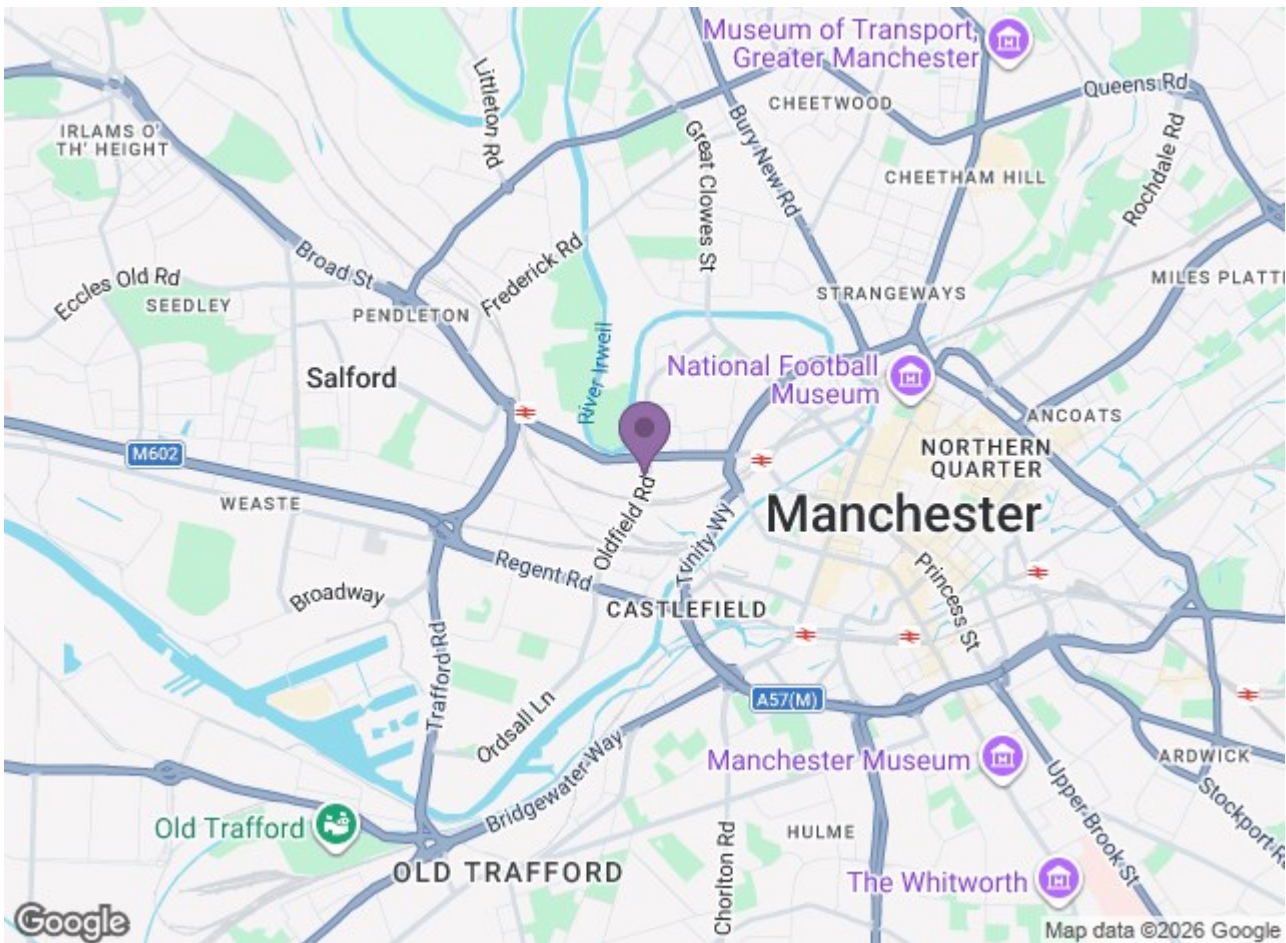 Museum of Transport,
Greater Manchester
CHEETWOOD
Queens Rd
Littleton Rd
IRLAMS O'
TH' HEIGHT
Great Clowes St
Bury New Rd
Rochdale Rd
CHEETHAM HILL
Broad St
Frederick Rd
Eccles Old Rd
SEEDLEY
PENDLETON
STRANGEWAYS
MILES PLATTI
River Irwell
National Football
Museum
Salford
ANCOATS
NORTHERN
QUARTER
M602
WEASTE
Oldfield Rd
Trinity Wy
Manchester
Regent Rd
Princess St
Broadway
CASTLEFIELD
Trafford Rd
Ordsall Ln
A57(M)
Bridgewater Way
Manchester Museum
ARDWICK
Upper Brook St
Stockport Rd
Old Trafford
HULME
Chorlton Rd
OLD TRAFFORD
The Whitworth
Google
Map data ©2026 Google